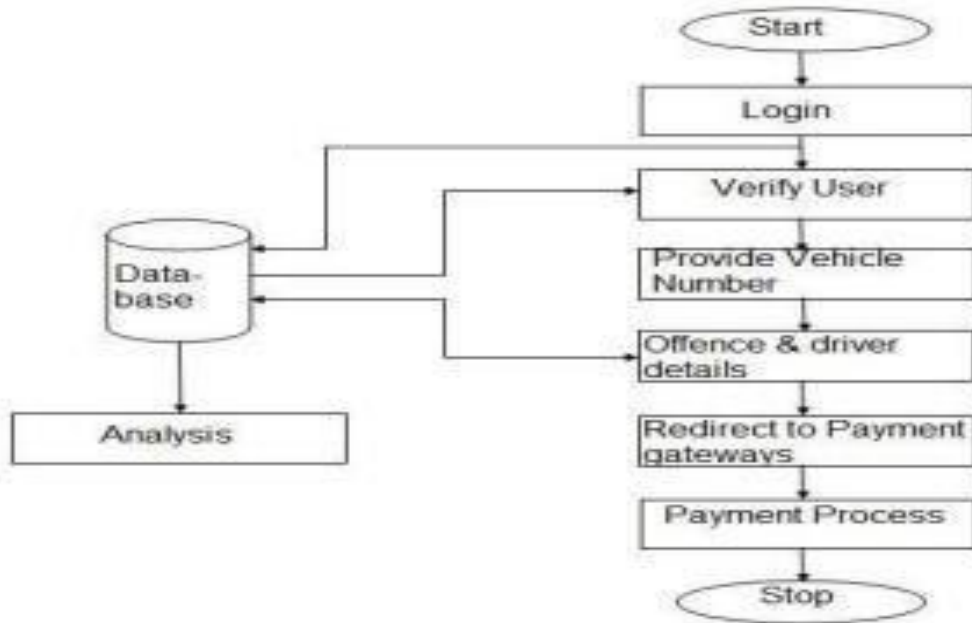 Start
Login
Verify User
Provide Vehicle
Number
Offence & driver
details
Redirect to Payment
gateways
Payment Process
Stop
Data-
base
Analysis